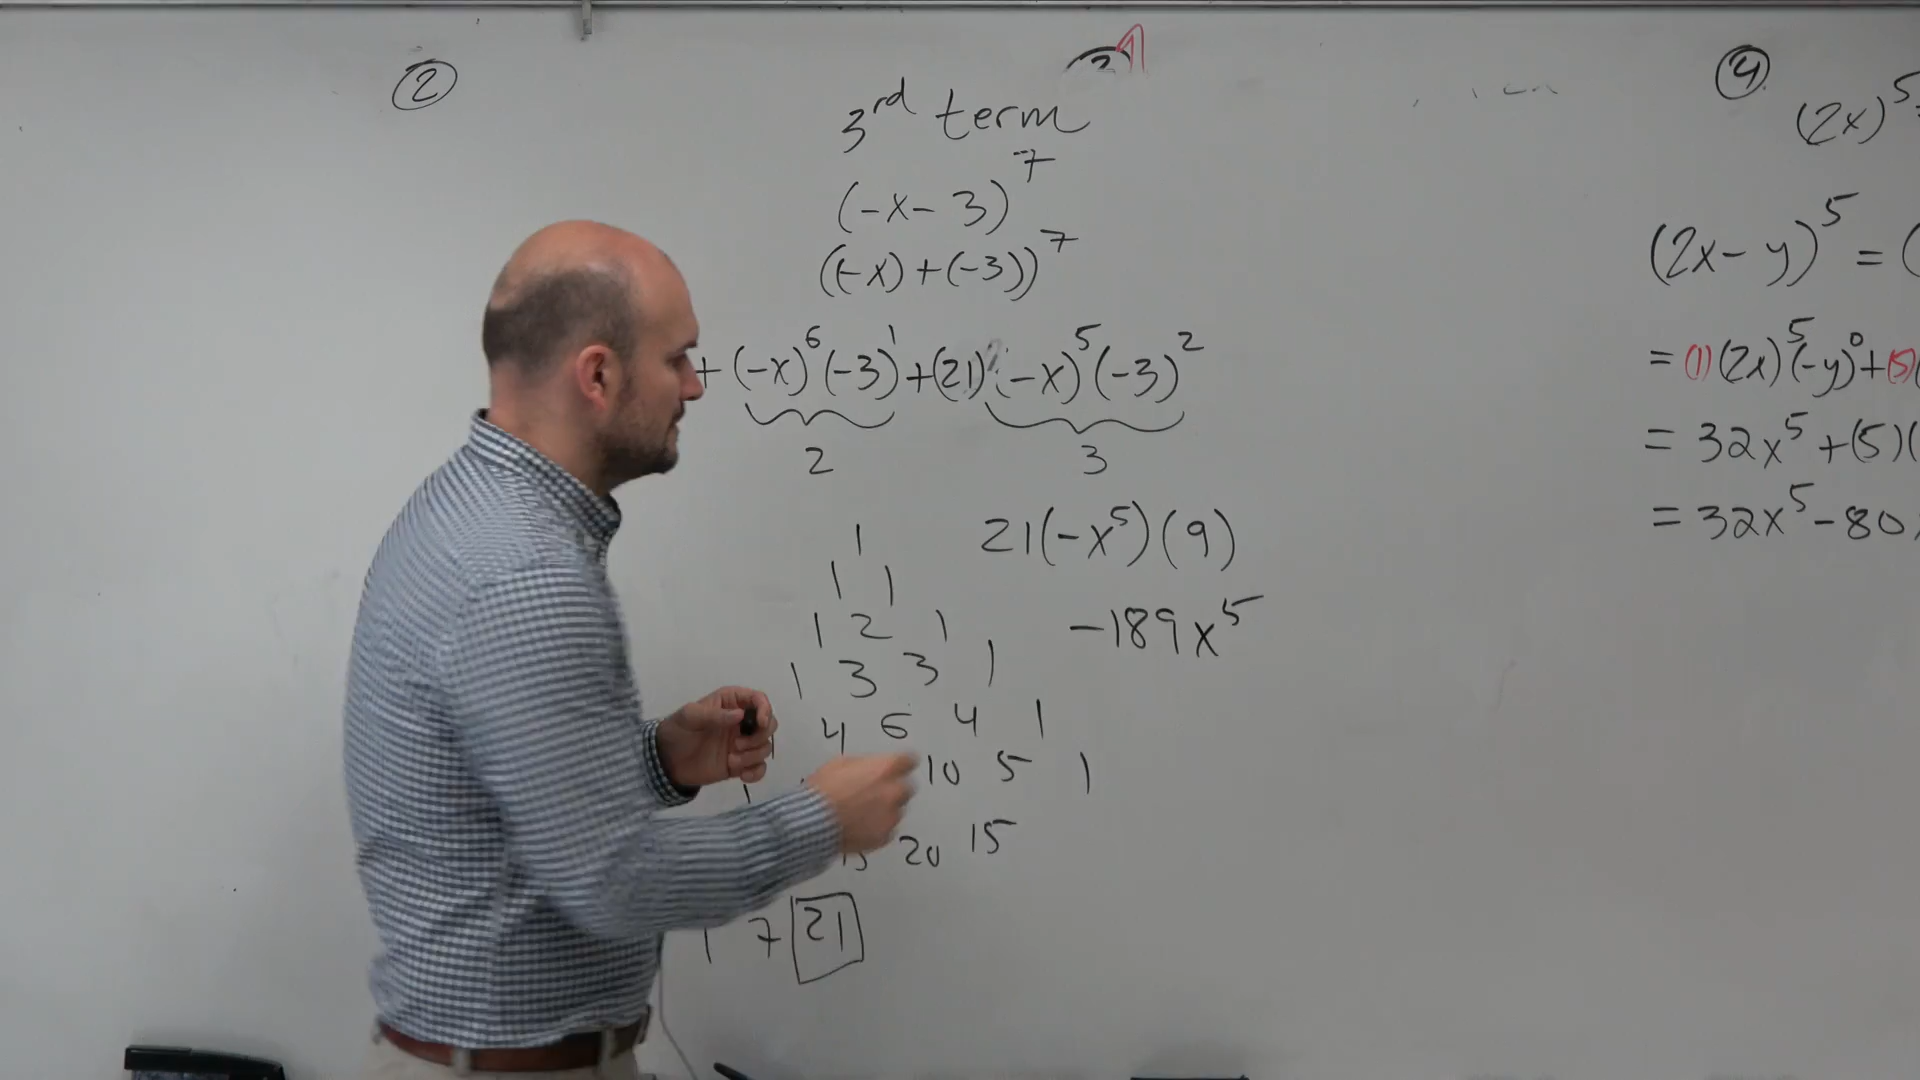 2
3rd term
(-x-3)^7
((-x)+(-3))^7
+(-x)^6(-3)^1+(21)(-x)^5(-3)^2
2 3
1
1 1
1 2 1
1 3 3 1
4 6 4 1
1 10 5 1
15 20 15
1 7 21
21(-x^5)(9)
-189x^5
4
(2x)^5
(2x-y)^5 = (
= (1)(2x)^5(-y)^0+(5)(
= 32x^5+(5)(
= 32x^5-80